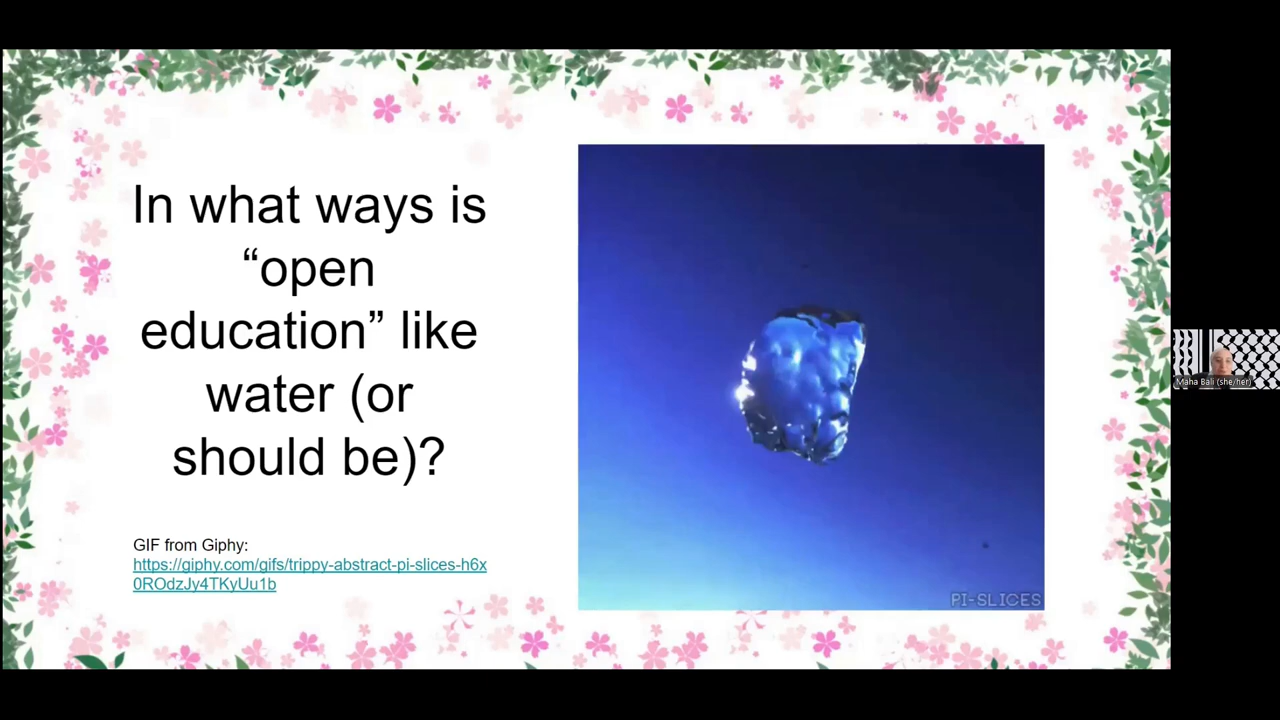 In what ways is
“open
education” like
water (or
should be)?
GIF from Giphy:
https://giphy.com/gifs/trippy-abstract-pi-slices-h6x
0ROdzJy4TKyUu1b
PI-SLICES
Maha Bali (she/her)